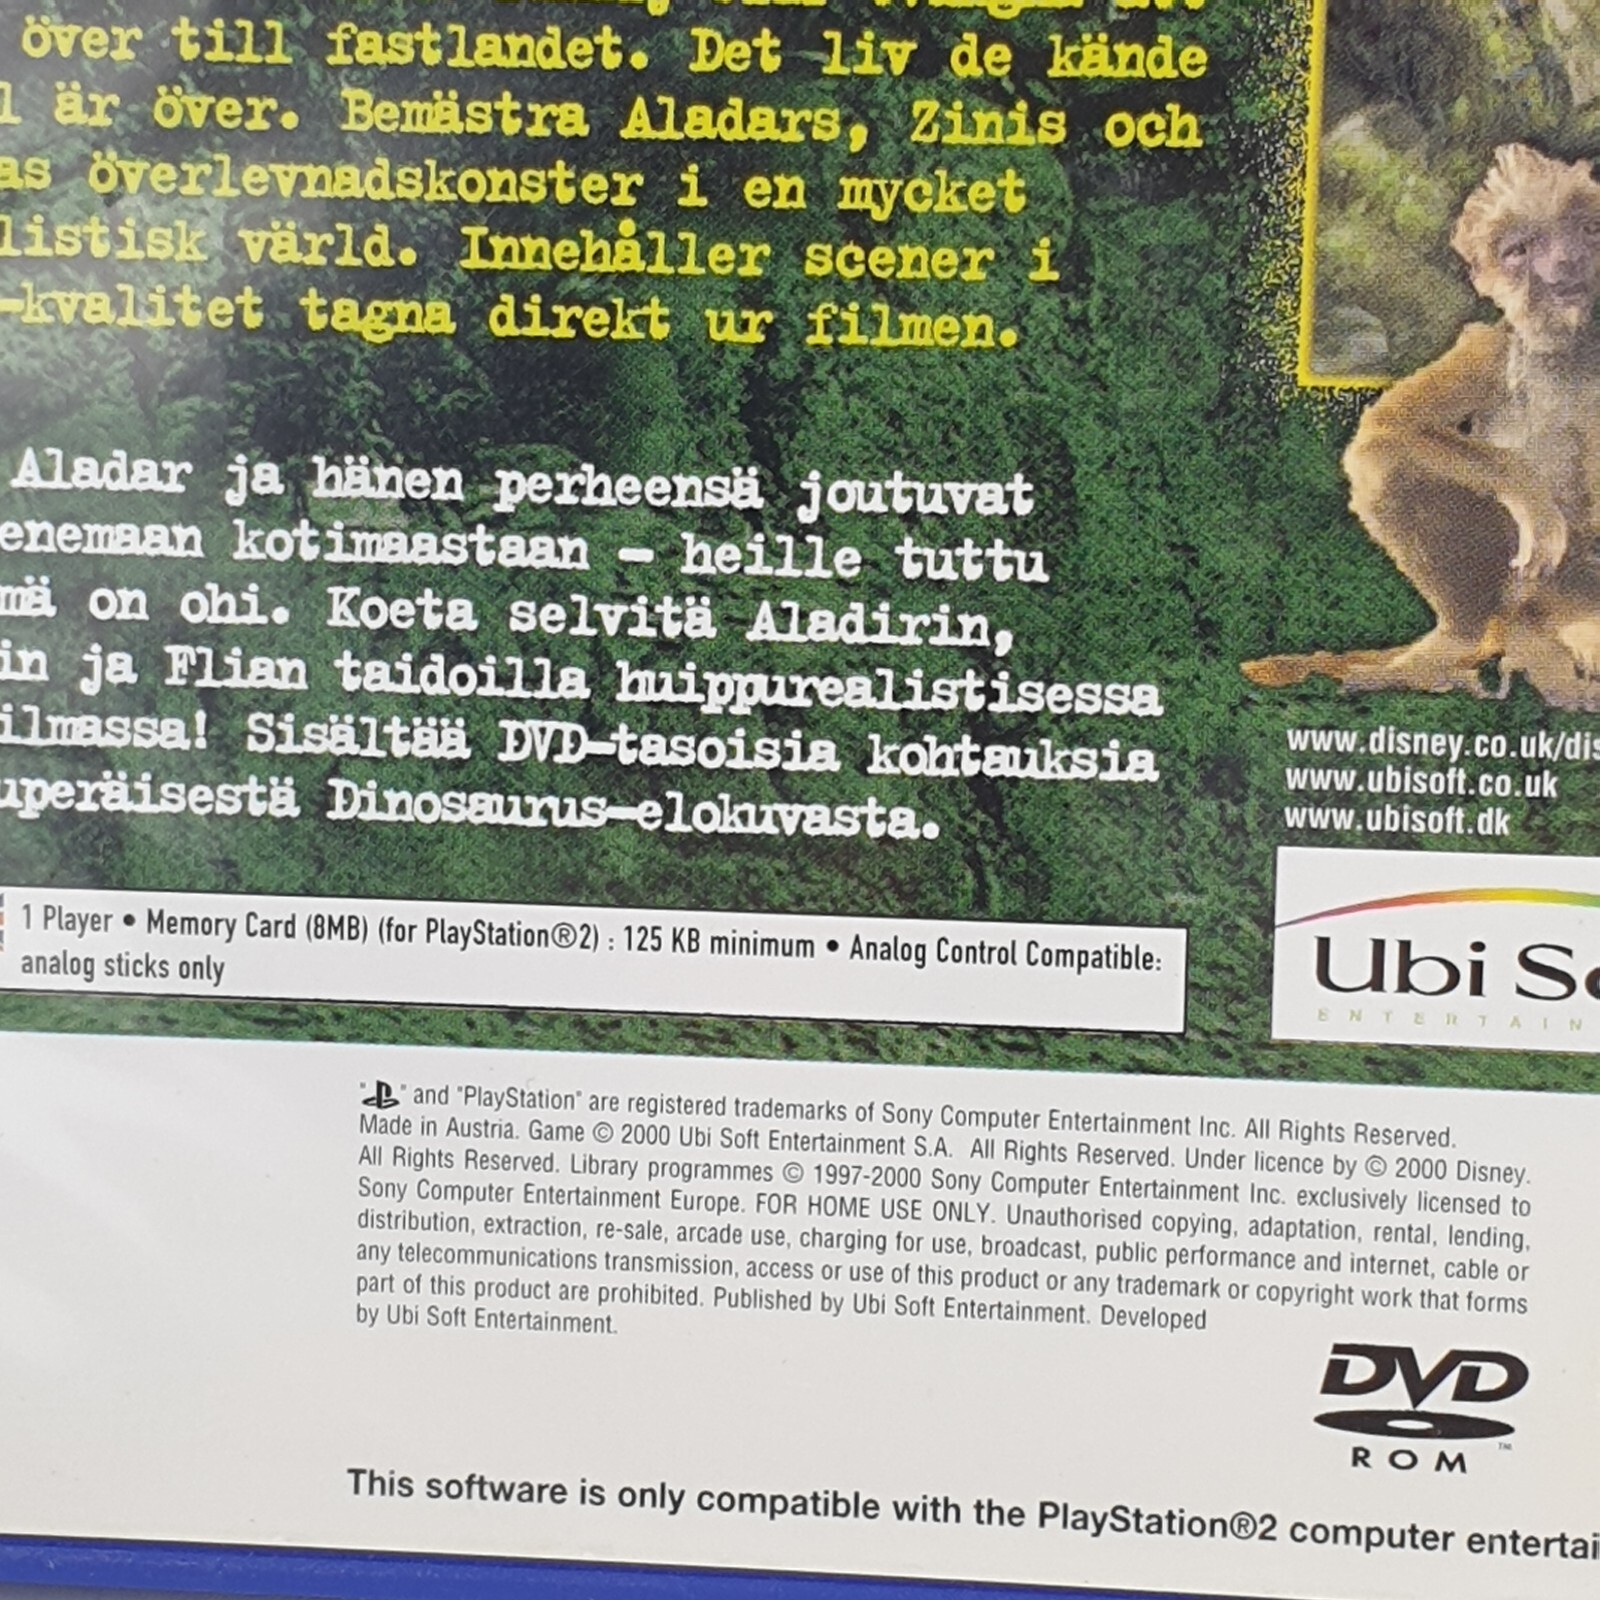 över till fastlandet. Det liv de kände
är över. Bemästra Aladars, Zinis och
överlevnadskonster i en mycket
värld. Innehåller scener i
-kvalitet tagna direkt ur filmen.
Aladar ja hänen perheensä joutuvat
kotimaastaan – heille tuttu
on ohi. Koeta selvitä Aladirin,
ja Flian taidoilla huippurealistisessa
Sisältää DVD-tasoisia kohtauksia
Dinosaurus-elokuvasta.
www.disney.co.uk/dis
www.ubisoft.co.uk
www.ubisoft.dk
1 Player • Memory Card (8MB) (for PlayStation®2) : 125 KB minimum • Analog Control Compatible:
analog sticks only
Ubi So
ENTERTAIN
" " and "PlayStation" are registered trademarks of Sony Computer Entertainment Inc. All Rights Reserved.
Made in Austria. Game © 2000 Ubi Soft Entertainment S.A. All Rights Reserved. Under licence by © 2000 Disney.
All Rights Reserved. Library programmes © 1997-2000 Sony Computer Entertainment Inc. exclusively licensed to
Sony Computer Entertainment Europe. FOR HOME USE ONLY. Unauthorised copying, adaptation, rental, lending,
distribution, extraction, re-sale, arcade use, charging for use, broadcast, public performance and internet, cable or
any telecommunications transmission, access or use of this product or any trademark or copyright work that forms
part of this product are prohibited. Published by Ubi Soft Entertainment. Developed
by Ubi Soft Entertainment.
DVD
ROM
™
This software is only compatible with the PlayStation®2 computer entertai